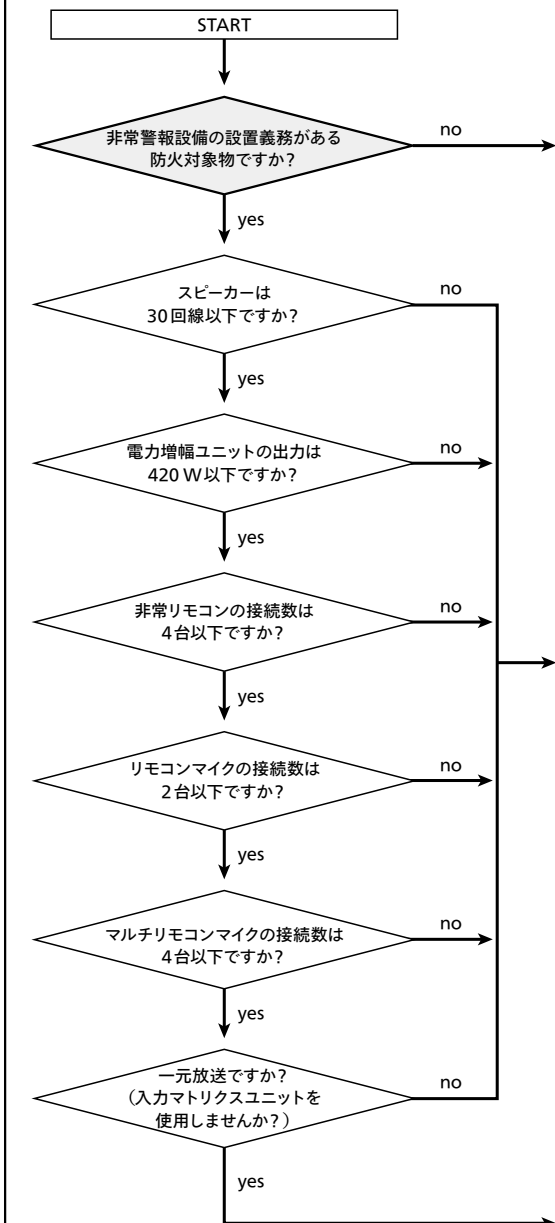 START
非常警報設備の設置義務がある
防火対象物ですか?
no
yes
スピーカーは
30回線以下ですか?
no
yes
電力増幅ユニットの出力は
420 W以下ですか?
no
yes
非常リモコンの接続数は
4台以下ですか?
no
yes
リモコンマイクの接続数は
2台以下ですか?
no
yes
マルチリモコンマイクの接続数は
4台以下ですか?
no
yes
一元放送ですか?
(入力マトリクスユニットを
使用しませんか?)
no
yes